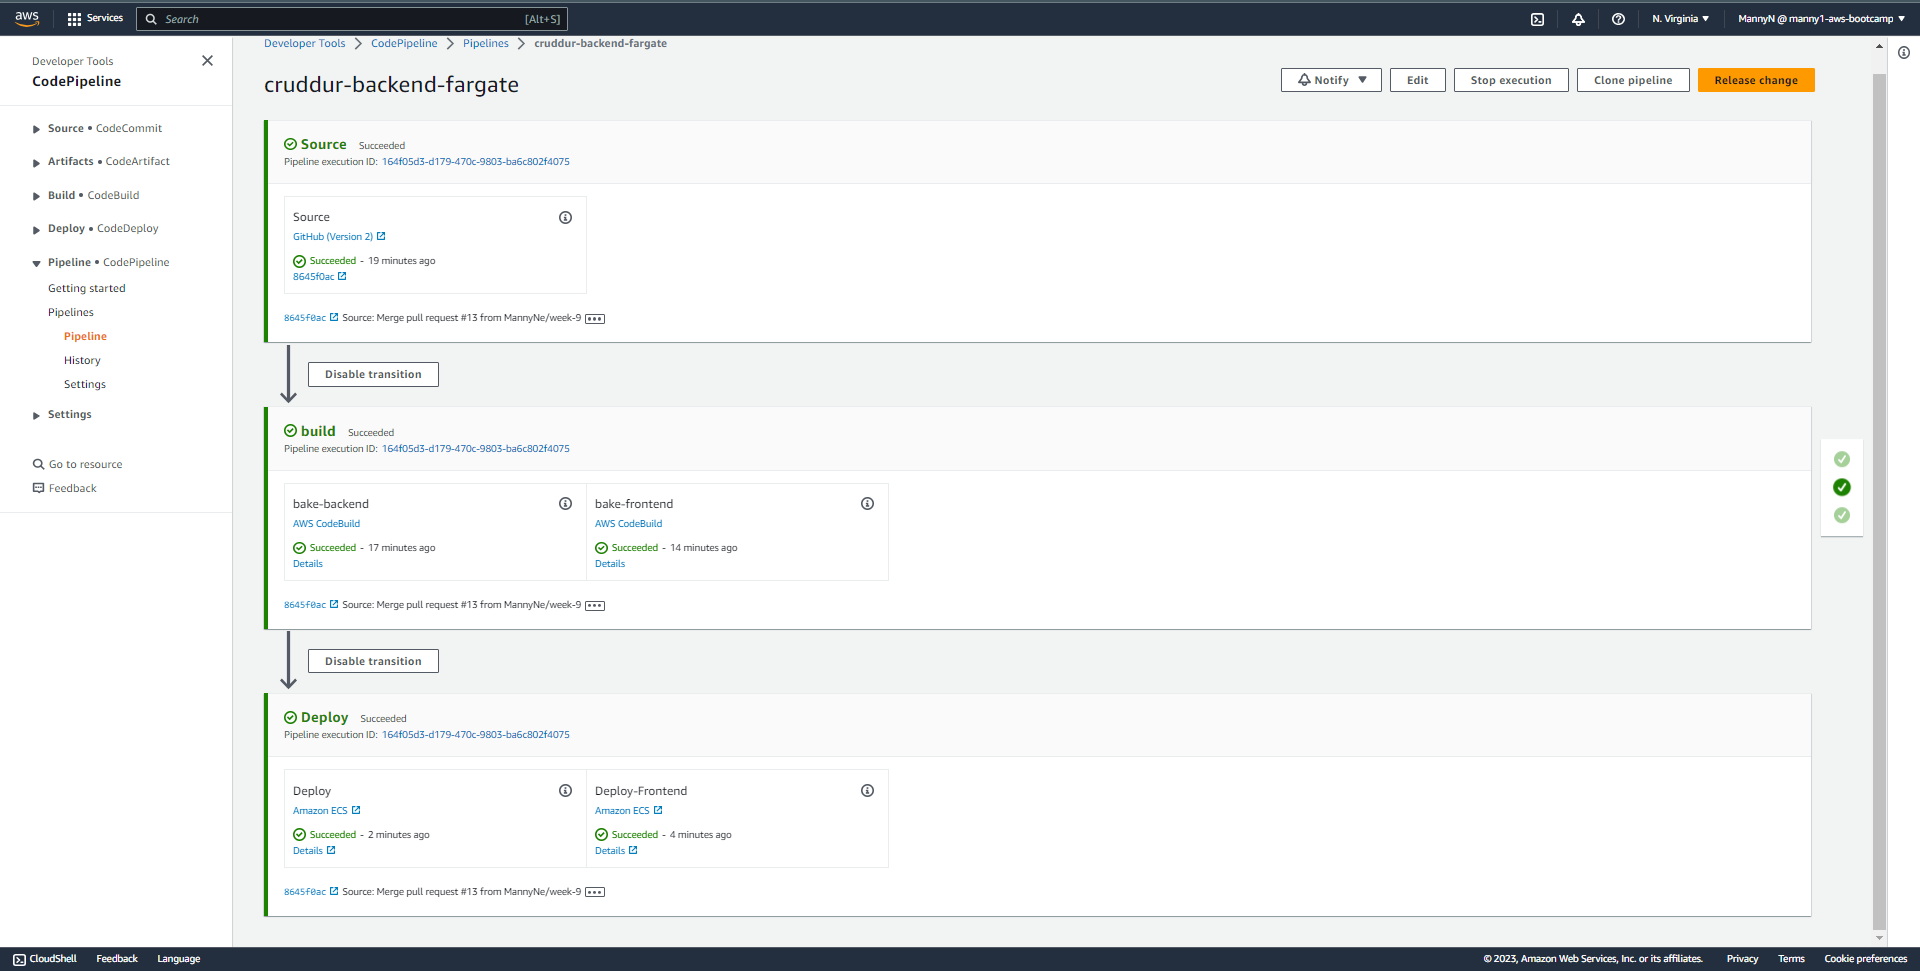 aws
Services
Search
[Alt+S]
N. Virginia
MannyN @ manny1-aws-bootcamp
Developer Tools
CodePipeline
Source • CodeCommit
Artifacts • CodeArtifact
Build • CodeBuild
Deploy • CodeDeploy
Pipeline • CodePipeline
Getting started
Pipelines
Pipeline
History
Settings
Settings
Go to resource
Feedback
Developer Tools > CodePipeline > Pipelines > cruddur-backend-fargate
cruddur-backend-fargate
Notify
Edit
Stop execution
Clone pipeline
Release change
Source Succeeded
Pipeline execution ID: 164f05d3-d179-470c-9803-ba6c802f4075
Source
GitHub (Version 2)
Succeeded - 19 minutes ago
8645f0ac
8645f0ac Source: Merge pull request #13 from MannyNe/week-9
Disable transition
build Succeeded
Pipeline execution ID: 164f05d3-d179-470c-9803-ba6c802f4075
bake-backend
AWS CodeBuild
Succeeded - 17 minutes ago
Details
bake-frontend
AWS CodeBuild
Succeeded - 14 minutes ago
Details
8645f0ac Source: Merge pull request #13 from MannyNe/week-9
Disable transition
Deploy Succeeded
Pipeline execution ID: 164f05d3-d179-470c-9803-ba6c802f4075
Deploy
Amazon ECS
Succeeded - 2 minutes ago
Details
Deploy-Frontend
Amazon ECS
Succeeded - 4 minutes ago
Details
8645f0ac Source: Merge pull request #13 from MannyNe/week-9
CloudShell
Feedback
Language
© 2023, Amazon Web Services, Inc. or its affiliates.
Privacy
Terms
Cookie preferences